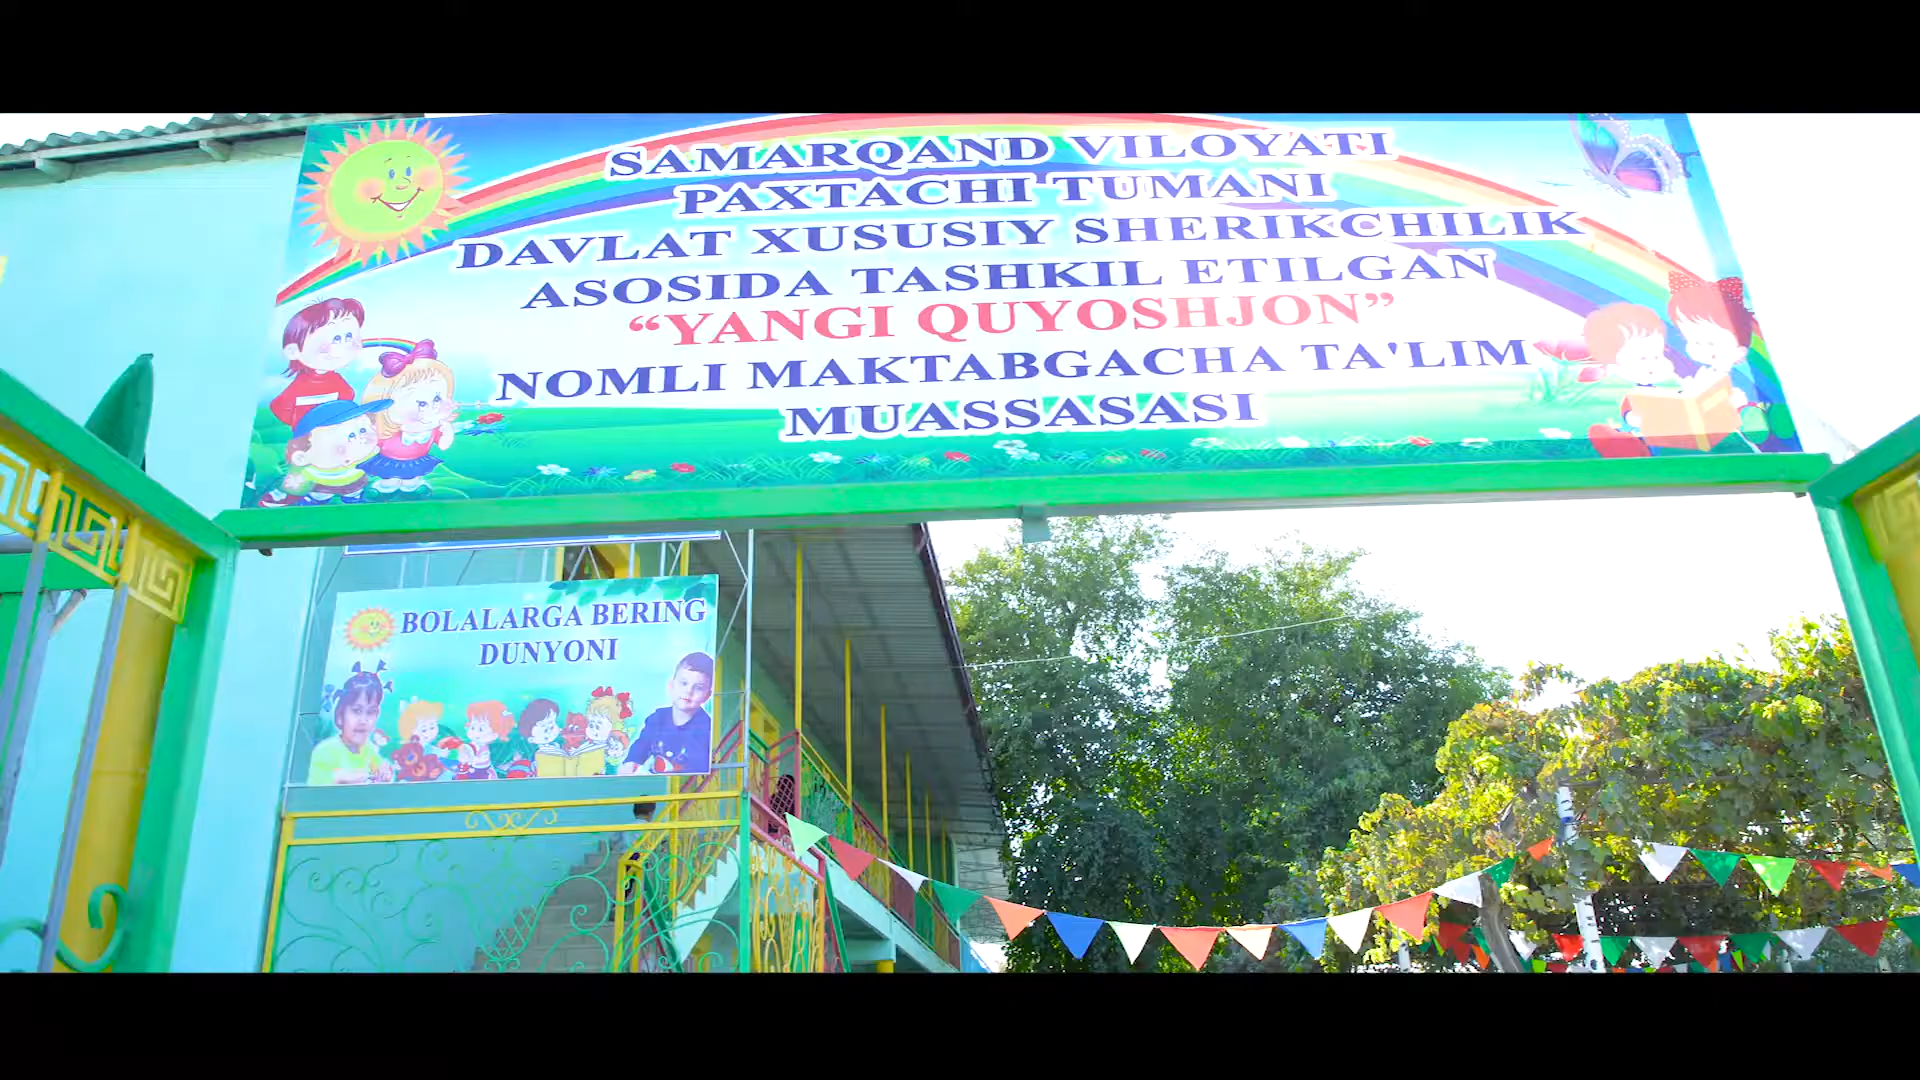 SAMARQAND VILOYATI
PAXTACHI TUMANI
DAVLAT XUSUSIY SHERIKCHILIK
ASOSIDA TASHKIL ETILGAN
“YANGI QUYOSHJON”
NOMLI MAKTABGACHA TA'LIM
MUASSASASI
BOLALARGA BERING
DUNYONI